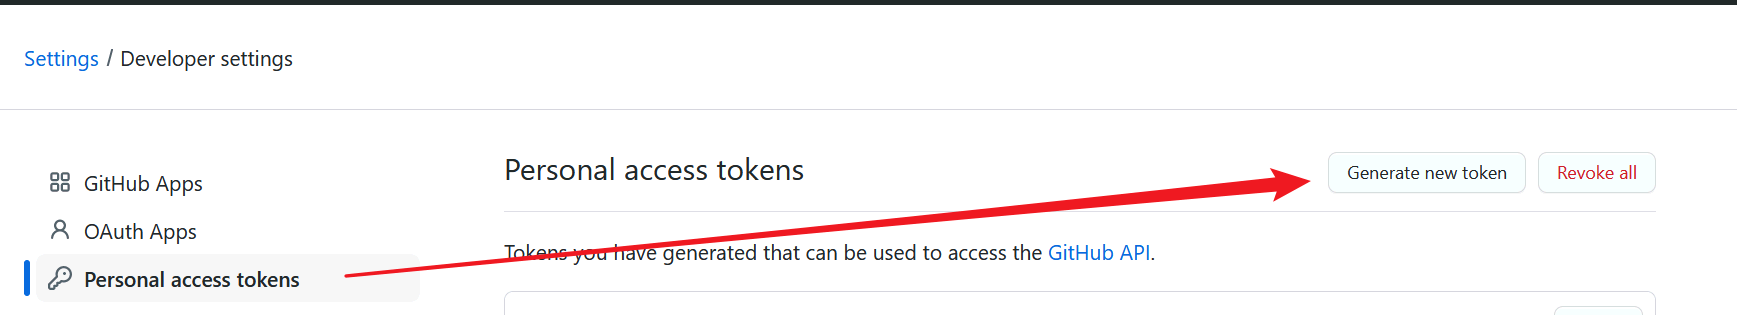 Settings / Developer settings
GitHub Apps
OAuth Apps
Personal access tokens
Personal access tokens
Generate new token
Revoke all
Tokens you have generated that can be used to access the GitHub API.